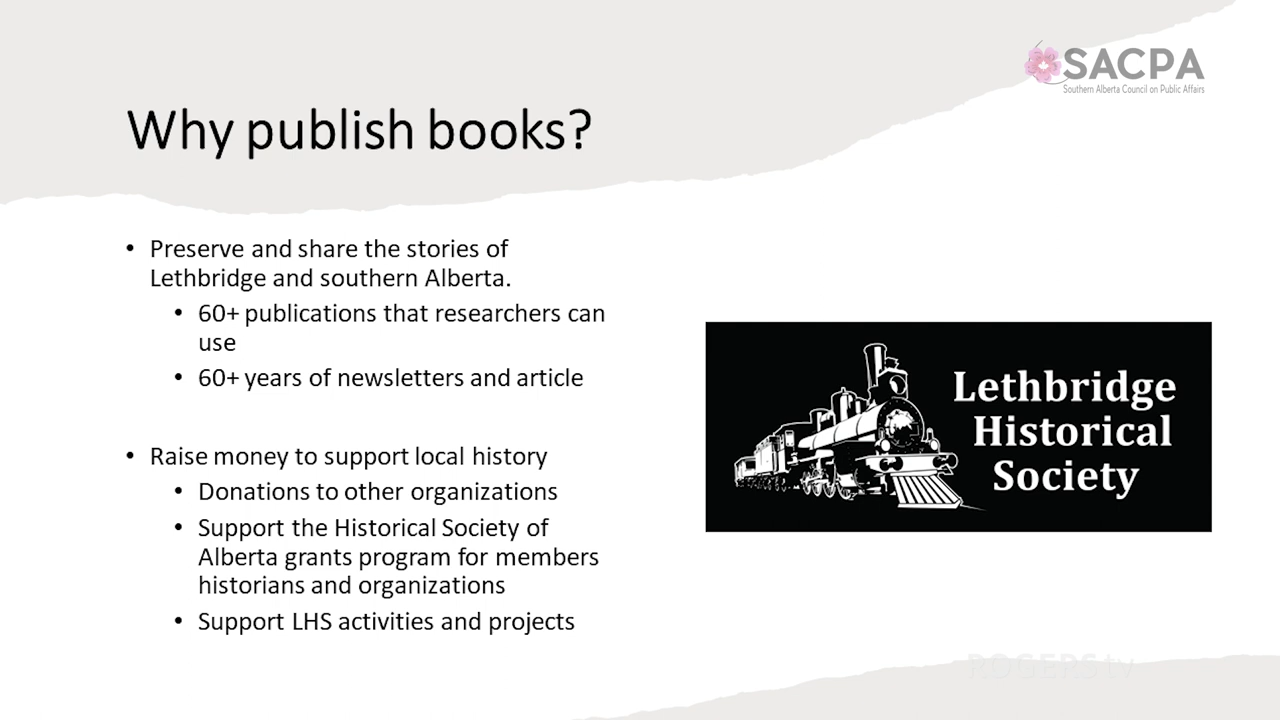 SACPA
Southern Alberta Council on Public Affairs
Why publish books?
• Preserve and share the stories of
Lethbridge and southern Alberta.
• 60+ publications that researchers can
use
• 60+ years of newsletters and article
• Raise money to support local history
• Donations to other organizations
• Support the Historical Society of
Alberta grants program for members
historians and organizations
• Support LHS activities and projects
Lethbridge
Historical
Society
ROGERStv